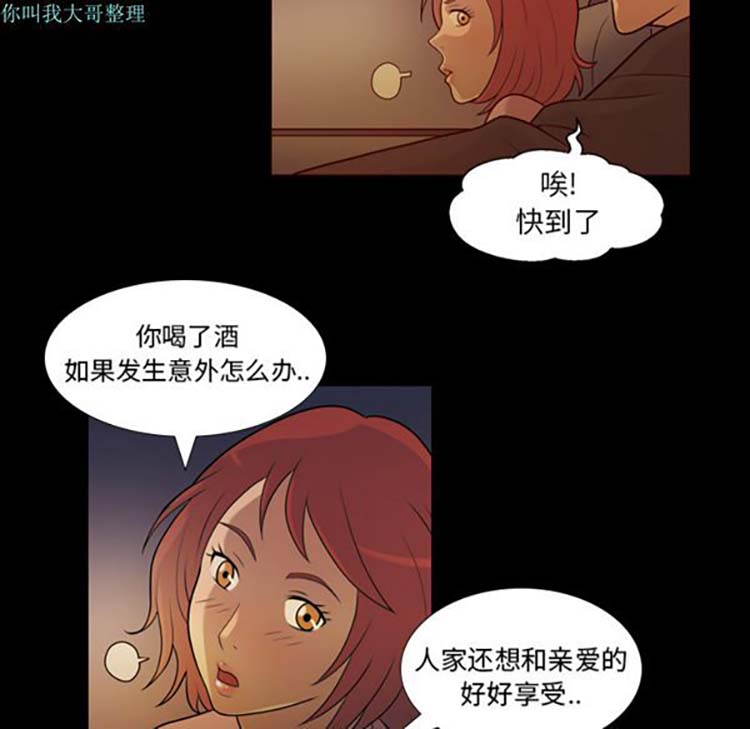 你叫我大哥整理
唉!
快到了
你喝了酒
如果发生意外怎么办..
人家还想和亲爱的
好好享受..